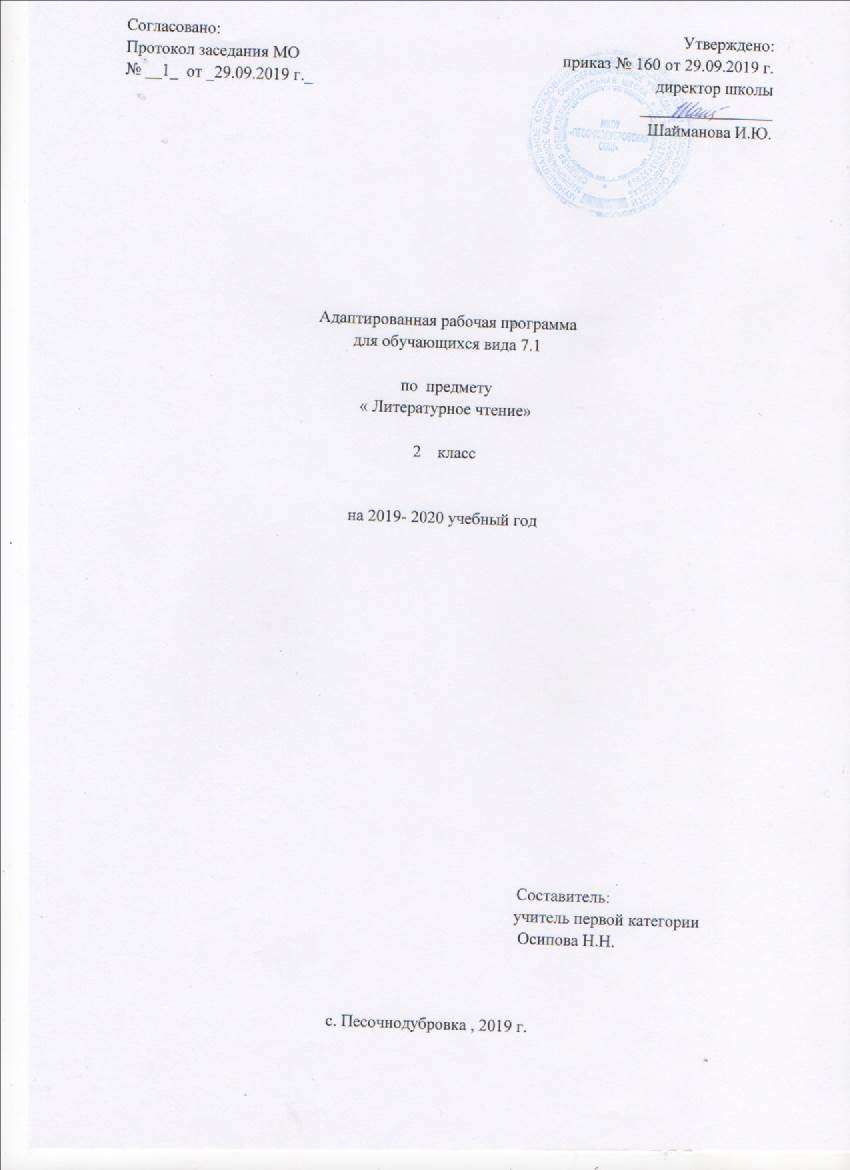 Согласовано:
Протокол заседания МО
№ __1_ от _29.09.2019 г._
Утверждено:
приказ № 160 от 29.09.2019 г.
директор школы
Шайманова И.Ю.
Адаптированная рабочая программа
для обучающихся вида 7.1
по предмету
« Литературное чтение»
2 класс
на 2019- 2020 учебный год
Составитель:
учитель первой категории
Осипова Н.Н.
с. Песочнодубровка , 2019 г.